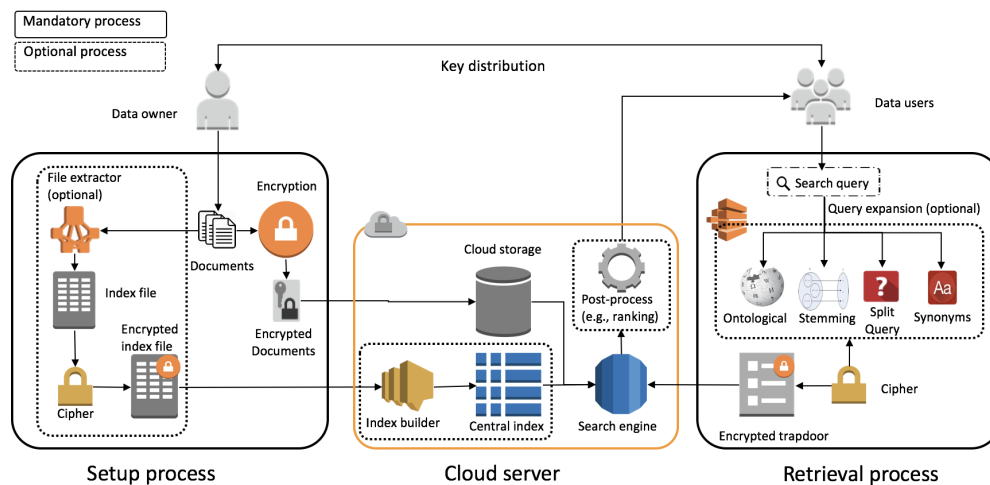 Mandatory process
Optional process
Key distribution
Data owner
Data users
File extractor
(optional)
Encryption
Search query
Query expansion (optional)
Documents
Cloud storage
Index file
Encrypted
Documents
Post-process
(e.g., ranking)
Ontological
Stemming
?
Split
Query
Aa
Synonyms
Encrypted
index file
Cipher
Index builder
Central index
Search engine
Encrypted trapdoor
Cipher
Setup process
Cloud server
Retrieval process